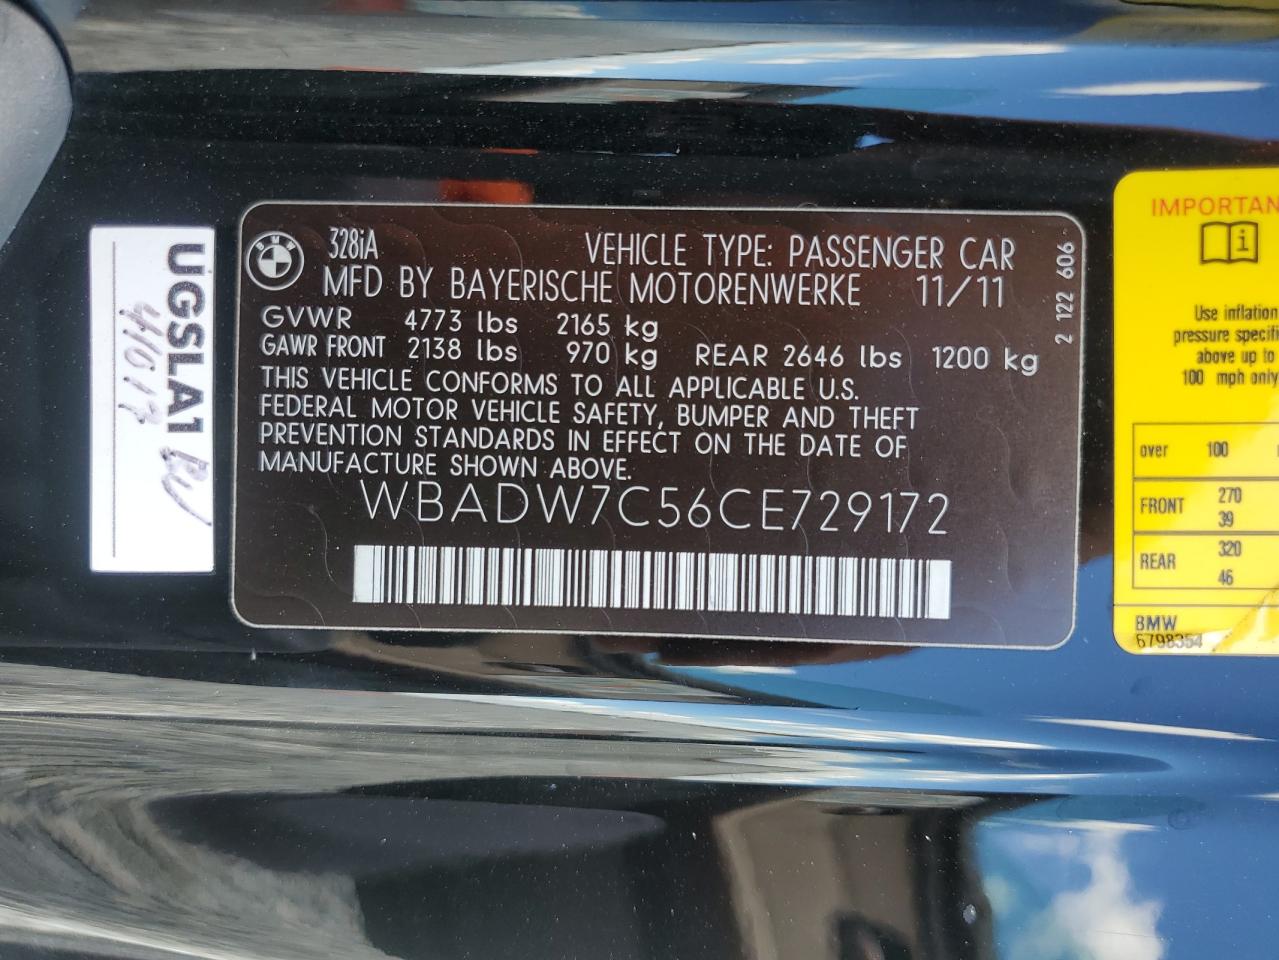 UGSLA1
328iA
VEHICLE TYPE: PASSENGER CAR
MFD BY BAYERISCHE MOTORENWERKE 11/11
GVWR 4773 lbs 2165 kg
GAWR FRONT 2138 lbs 970 kg REAR 2646 lbs 1200 kg
THIS VEHICLE CONFORMS TO ALL APPLICABLE U.S.
FEDERAL MOTOR VEHICLE SAFETY, BUMPER AND THEFT
PREVENTION STANDARDS IN EFFECT ON THE DATE OF
MANUFACTURE SHOWN ABOVE.
WBADW7C56CE729172
2 122 606
IMPORTAN
Use inflation
pressure specifi
above up to
100 mph only
over 100
FRONT 270
39
REAR 320
46
BMW
6798354